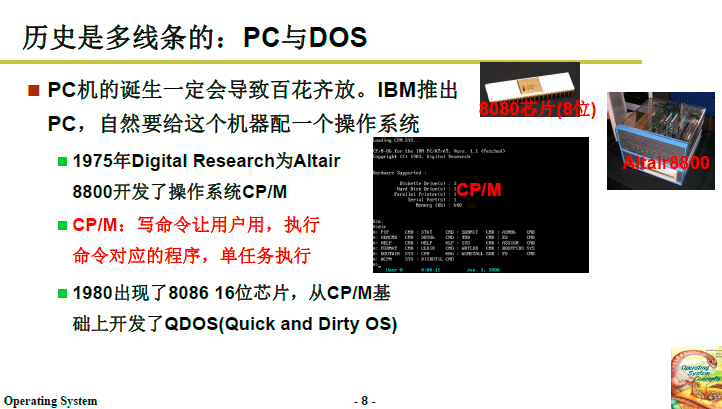 历史是多线条的：PC与DOS
PC机的诞生一定会导致百花齐放。IBM推出
PC，自然要给这个机器配一个操作系统
8080芯片(8位)
Altair8800
1975年Digital Research为Altair
8800开发了操作系统CP/M
CP/M：写命令让用户用，执行
命令对应的程序，单任务执行
1980出现了8086 16位芯片，从CP/M基
础上开发了QDOS(Quick and Dirty OS)
Loading CPM.SYS...
CP/M-86 for the IBM PC/XT/AT, Vers. 1.1 (Patched)
Copyright (C) 1983, Digital Research
Hardware Supported :
Diskette Drive(s) :
Hard Disk Drive(s) :
Parallel Printer(s) :
Serial Port(s) : 1
Memory (Kb) : 640
CP/M
User 0 0:00:11 Jan. 1, 2000
Operating
System
Concepts
Operating System
- 8 -